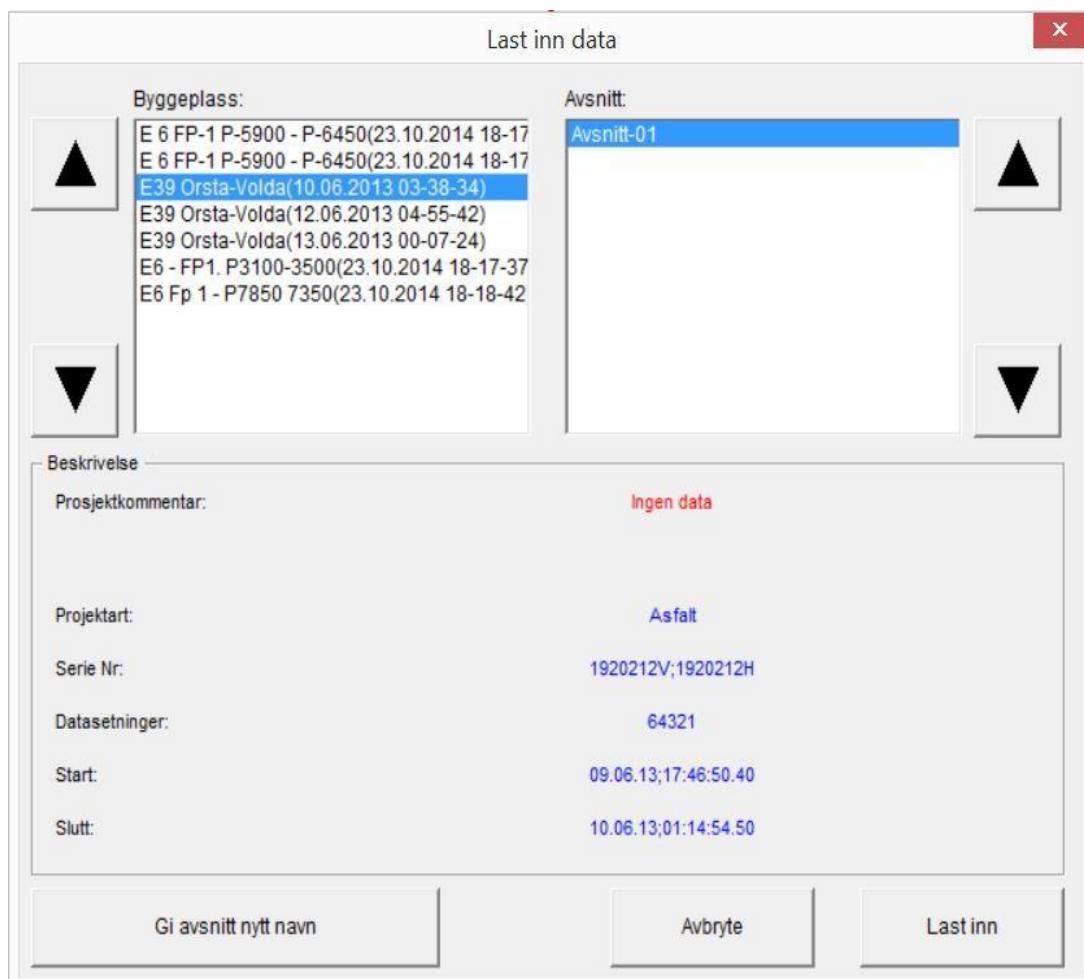 Last inn data
x
Byggeplass:
E 6 FP-1 P-5900 - P-6450(23.10.2014 18-17
E 6 FP-1 P-5900 - P-6450(23.10.2014 18-17
E39 Orsta-Volda(10.06.2013 03-38-34)
E39 Orsta-Volda(12.06.2013 04-55-42)
E39 Orsta-Volda(13.06.2013 00-07-24)
E6 - FP1. P3100-3500(23.10.2014 18-17-37
E6 Fp 1 - P7850 7350(23.10.2014 18-18-42
Avsnitt:
Avsnitt-01
Beskrivelse
Prosjektkommentar: Ingen data
Projektart: Asfalt
Serie Nr: 1920212V;1920212H
Datasetninger: 64321
Start: 09.06.13;17:46:50.40
Slutt: 10.06.13;01:14:54.50
Gi avsnitt nytt navn Avbryte Last inn